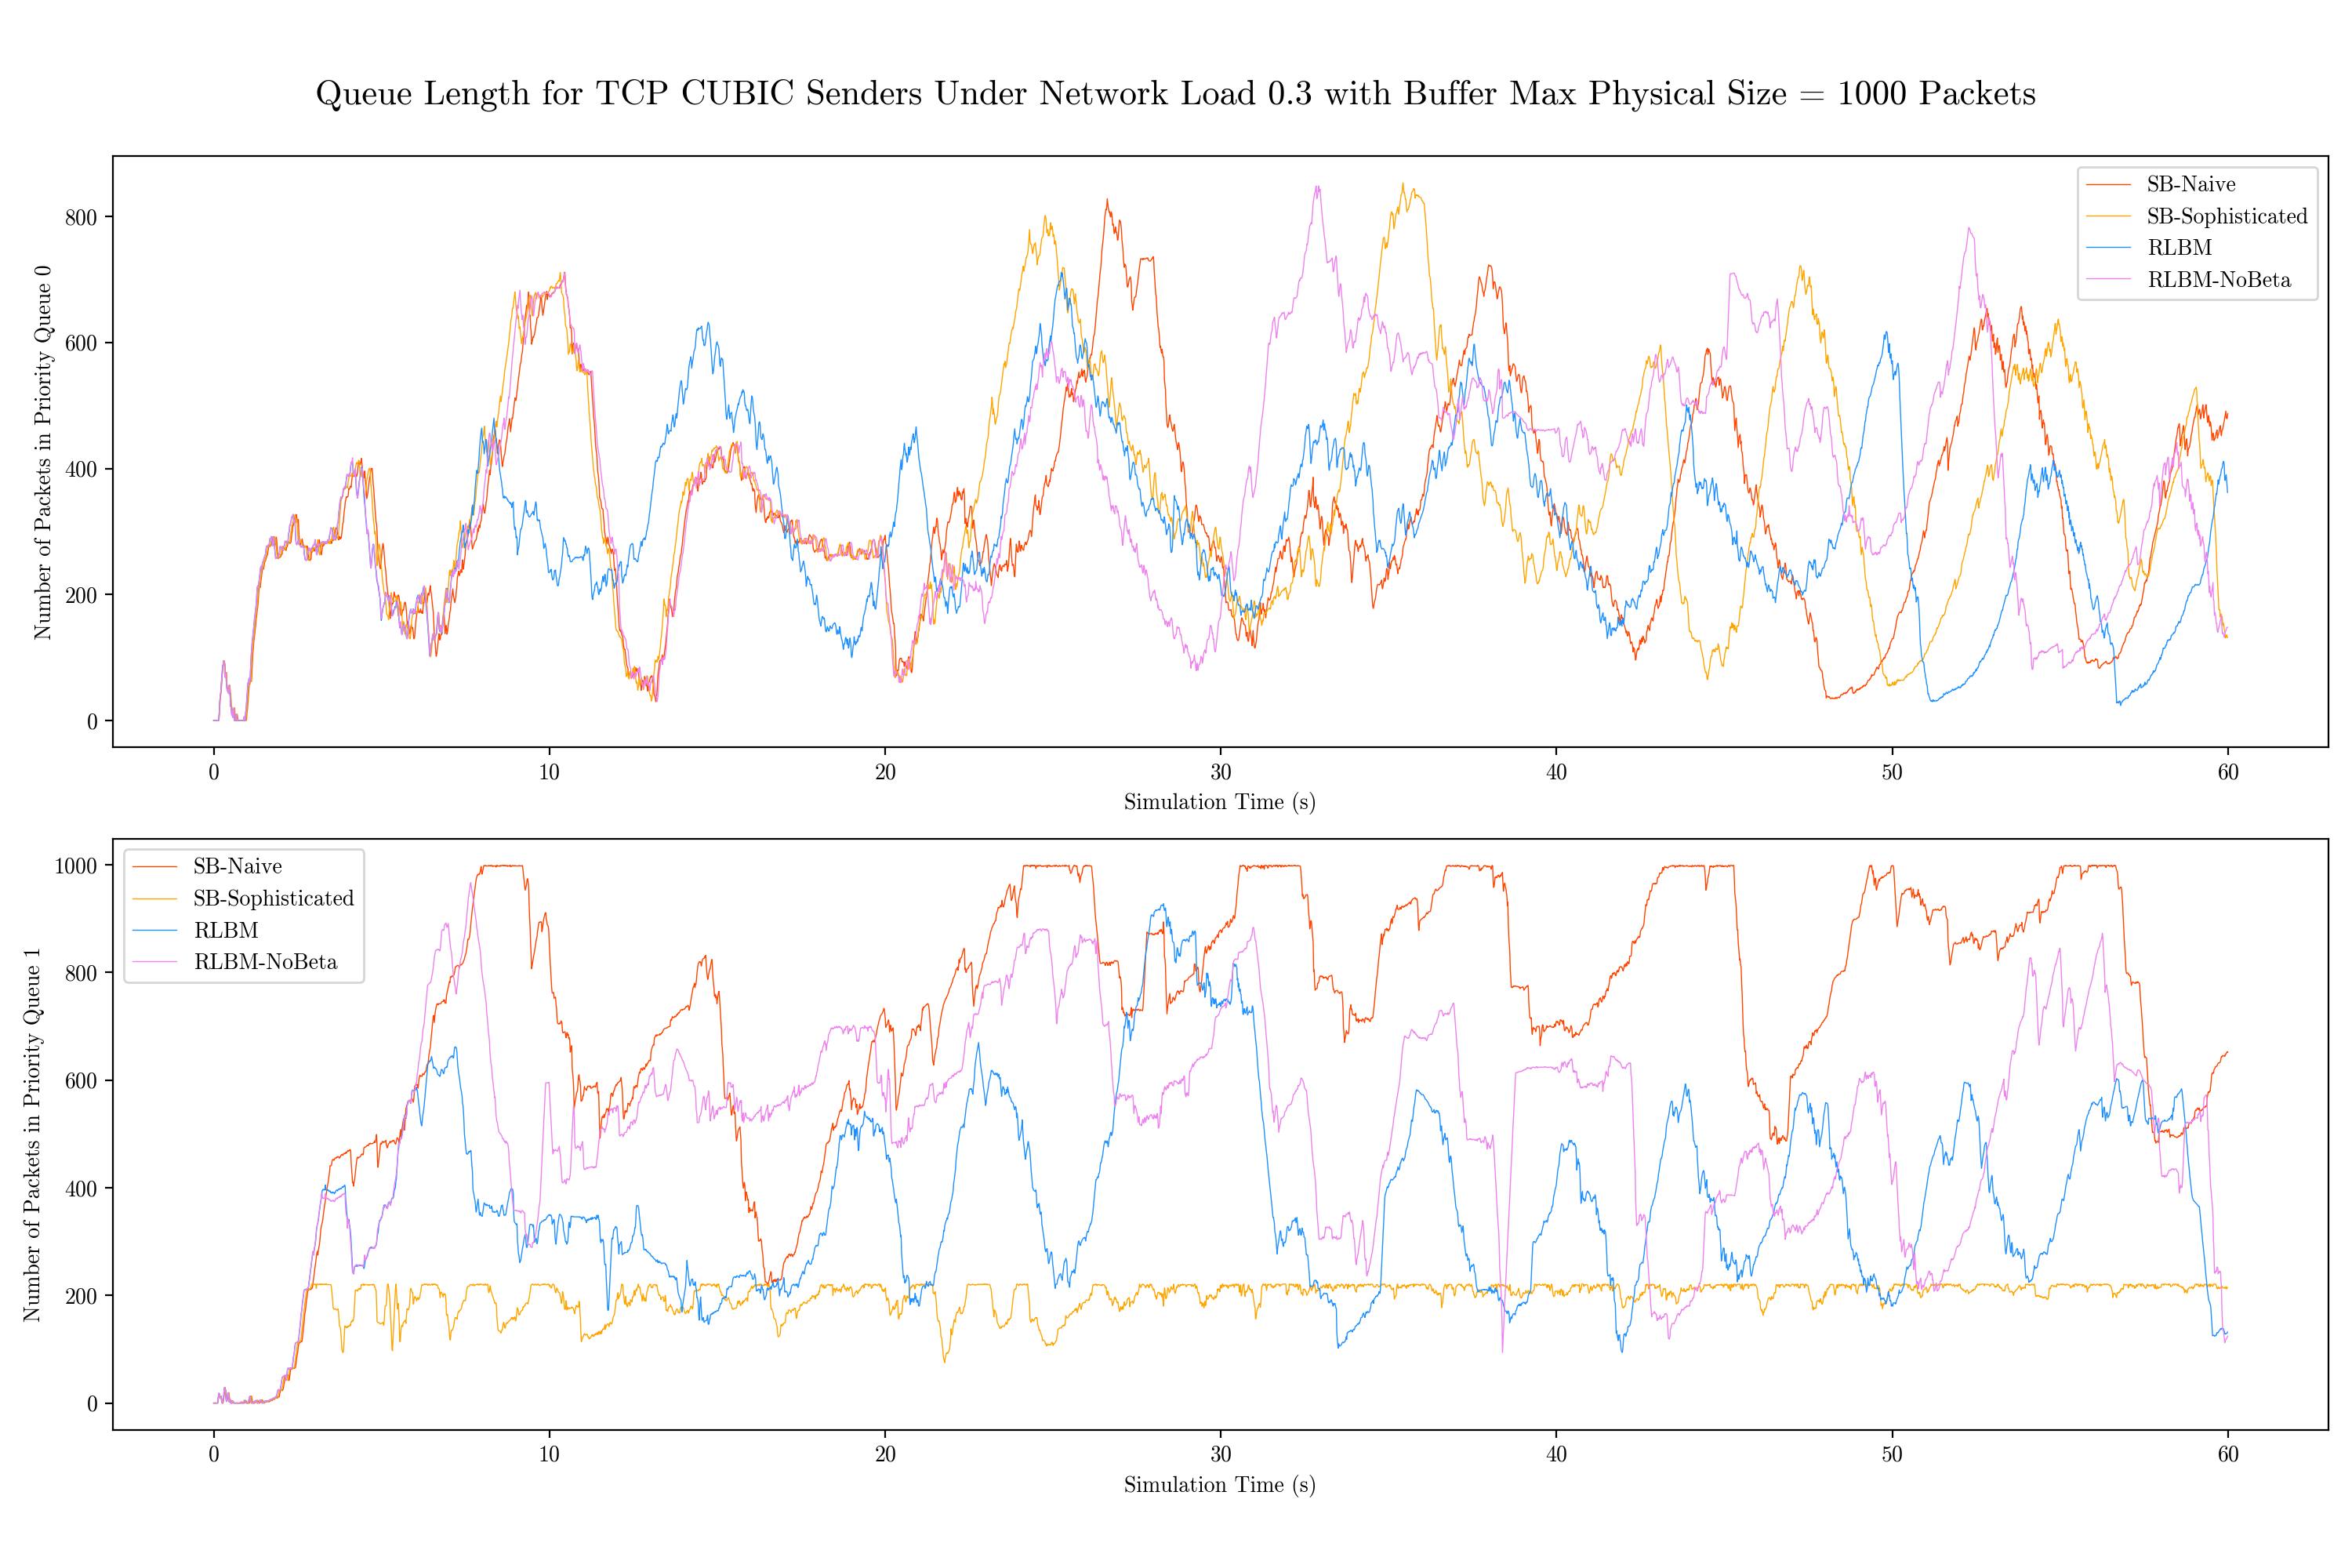 Queue Length for TCP CUBIC Senders Under Network Load 0.3 with Buffer Max Physical Size = 1000 Packets
Number of Packets in Priority Queue 0
800
600
400
200
0
SB-Naive
SB-Sophisticated
RLBM
RLBM-NoBeta
0 10 20 30 40 50 60
Simulation Time (s)
Number of Packets in Priority Queue 1
1000
800
600
400
200
0
SB-Naive
SB-Sophisticated
RLBM
RLBM-NoBeta
0 10 20 30 40 50 60
Simulation Time (s)